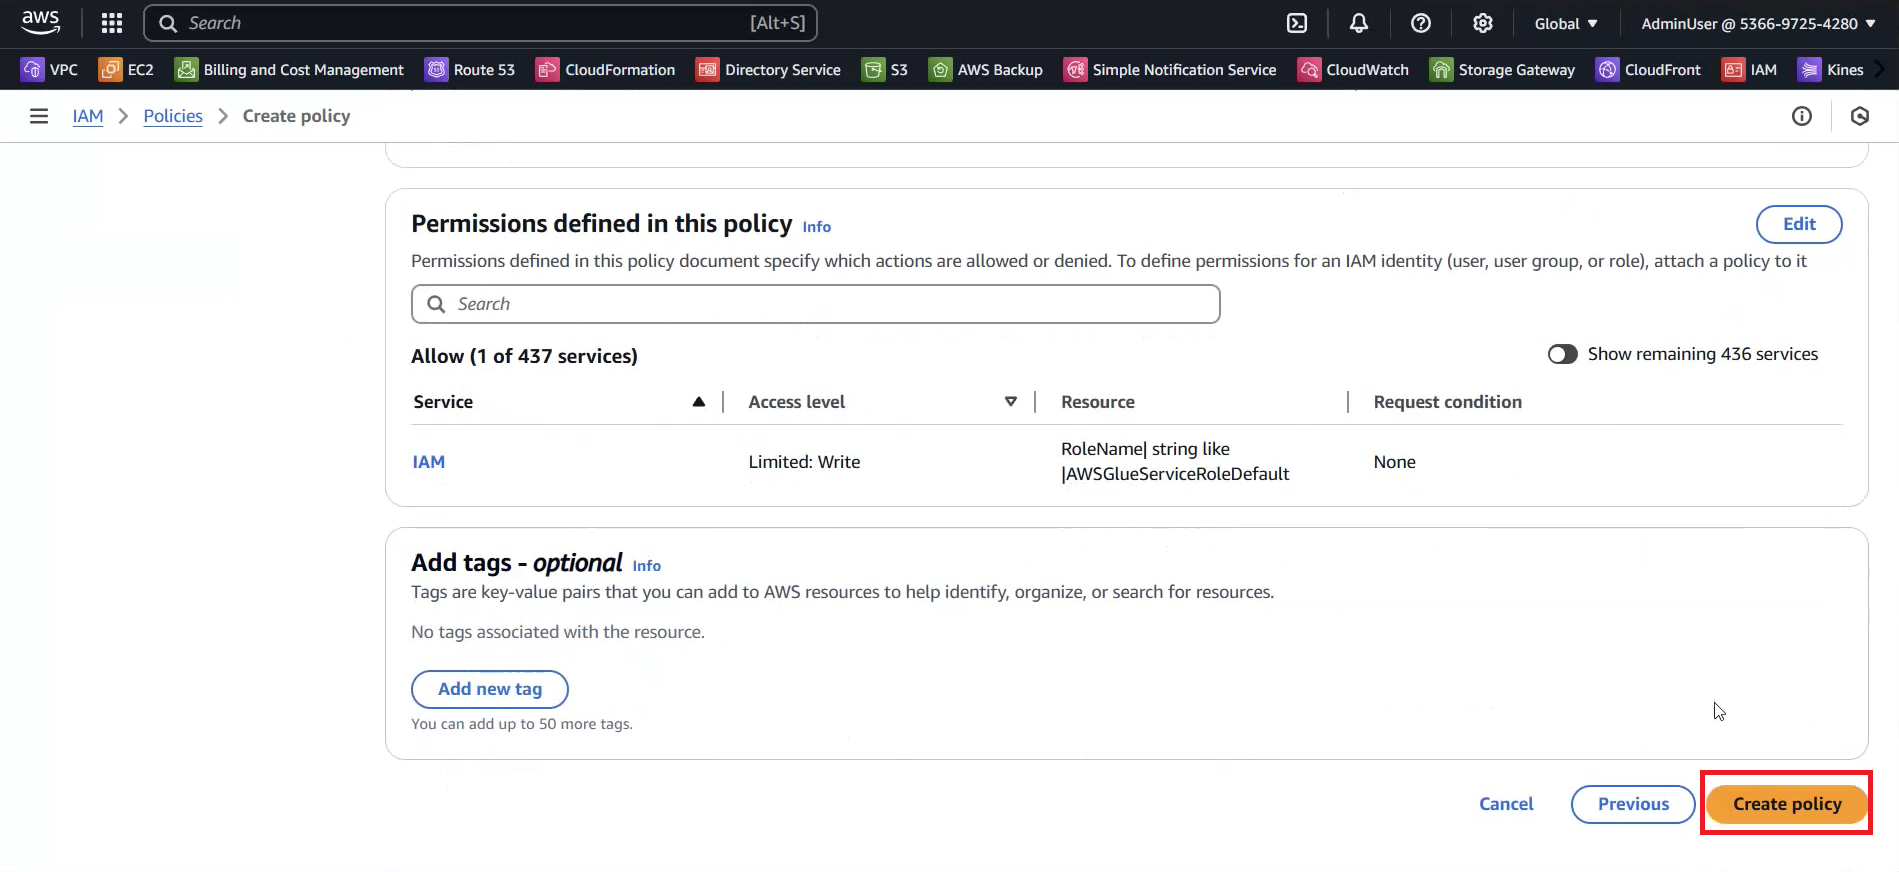 aws
Search [Alt+S] Global AdminUser @ 5366-9725-4280
VPC EC2 Billing and Cost Management Route 53 CloudFormation Directory Service S3 AWS Backup Simple Notification Service CloudWatch Storage Gateway CloudFront IAM Kines
IAM Policies Create policy
Permissions defined in this policy Info
Edit
Permissions defined in this policy document specify which actions are allowed or denied. To define permissions for an IAM identity (user, user group, or role), attach a policy to it
Search
Allow (1 of 437 services) Show remaining 436 services
Service Access level Resource Request condition
IAM Limited: Write RoleName| string like |AWSGlueServiceRoleDefault None
Add tags - optional Info
Tags are key-value pairs that you can add to AWS resources to help identify, organize, or search for resources.
No tags associated with the resource.
Add new tag
You can add up to 50 more tags.
Cancel Previous Create policy